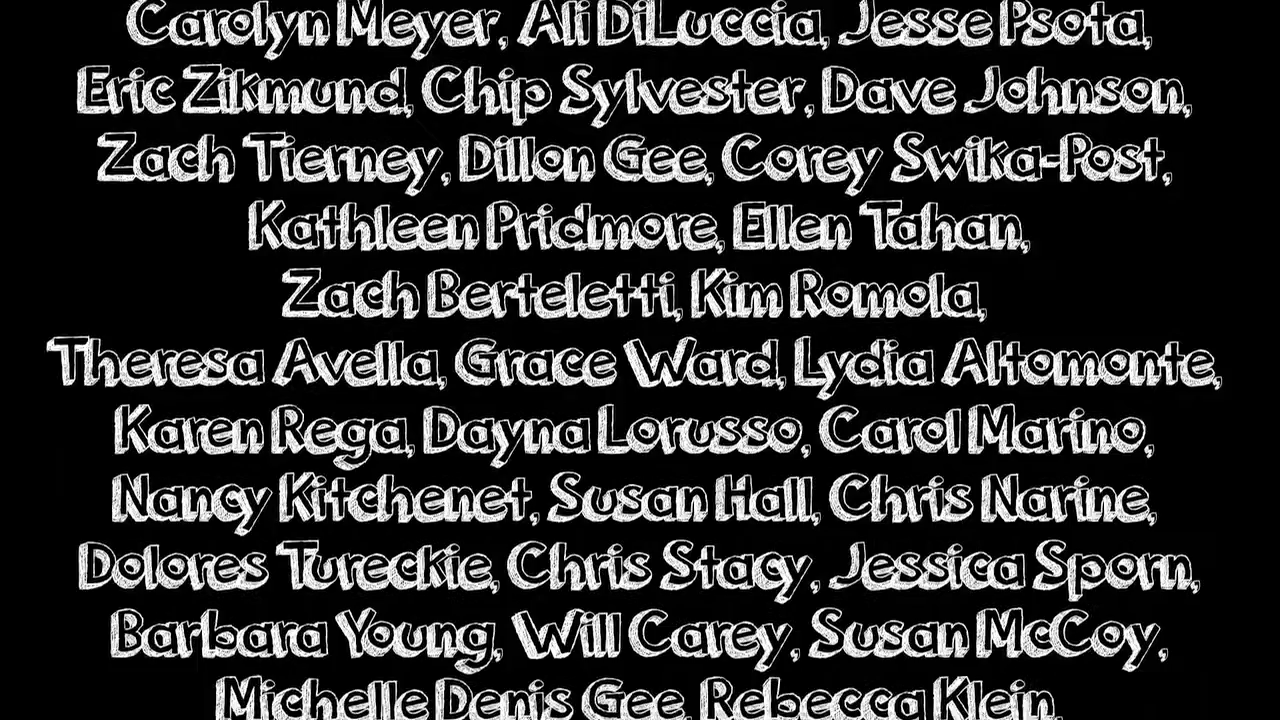 Carolyn Meyer, Ali DiLuccia, Jesse Psota,
Eric Zikmund, Chip Sylvester, Dave Johnson,
Zach Tierney, Dillon Gee, Corey Swika-Post,
Kathleen Pridmore, Ellen Tahan,
Zach Berteletti, Kim Romola,
Theresa Avella, Grace Ward, Lydia Altomonte,
Karen Rega, Dayna Lorusso, Carol Marino,
Nancy Kitchenet, Susan Hall, Chris Narine,
Dolores Tureckie, Chris Stacy, Jessica Sporn,
Barbara Young, Will Carey, Susan McCoy,
Michelle Denis Gee, Rebecca Klein,